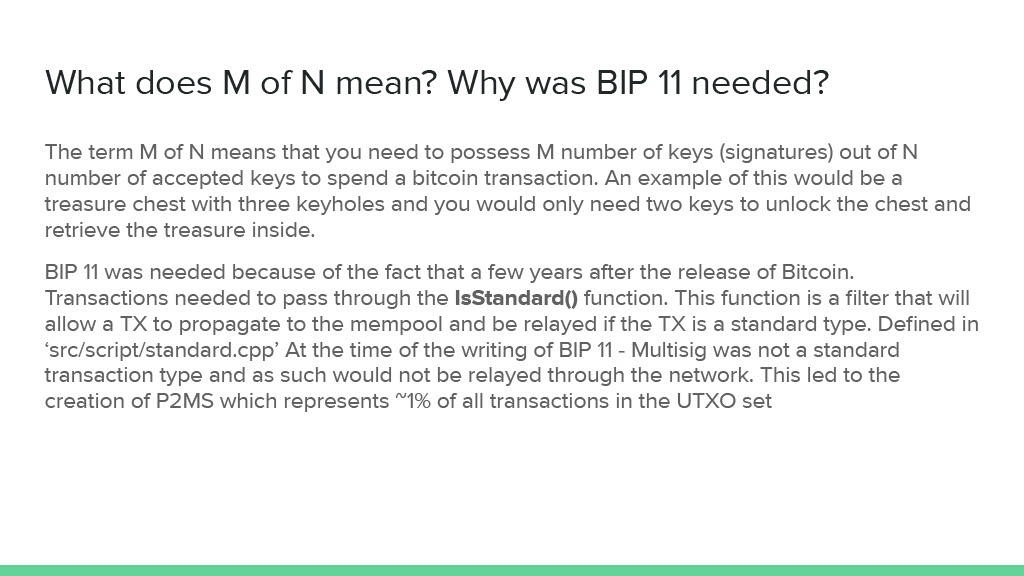 What does M of N mean? Why was BIP 11 needed?
The term M of N means that you need to possess M number of keys (signatures) out of N
number of accepted keys to spend a bitcoin transaction. An example of this would be a
treasure chest with three keyholes and you would only need two keys to unlock the chest and
retrieve the treasure inside.
BIP 11 was needed because of the fact that a few years after the release of Bitcoin.
Transactions needed to pass through the IsStandard() function. This function is a filter that will
allow a TX to propagate to the mempool and be relayed if the TX is a standard type. Defined in
‘src/script/standard.cpp’ At the time of the writing of BIP 11 - Multisig was not a standard
transaction type and as such would not be relayed through the network. This led to the
creation of P2MS which represents ~1% of all transactions in the UTXO set